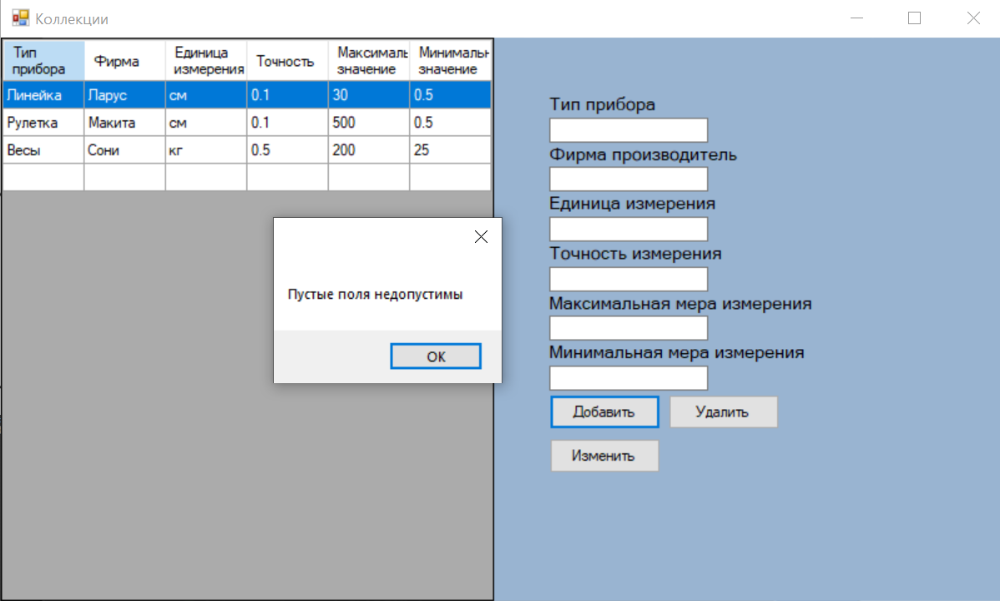 Коллекции
Тип прибора Фирма Единица измерения Точность Максималь значение Минимальн значение
Линейка Ларус см 0.1 30 0.5
Рулетка Макита см 0.1 500 0.5
Весы Сони кг 0.5 200 25
Пустые поля недопустимы
OK
Тип прибора
Фирма производитель
Единица измерения
Точность измерения
Максимальная мера измерения
Минимальная мера измерения
Добавить Удалить
Изменить